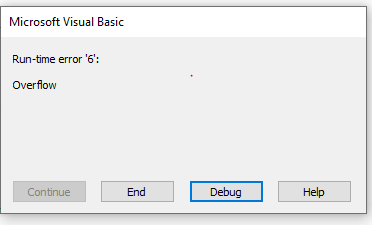 Microsoft Visual Basic
Run-time error '6':
Overflow
Continue End Debug Help